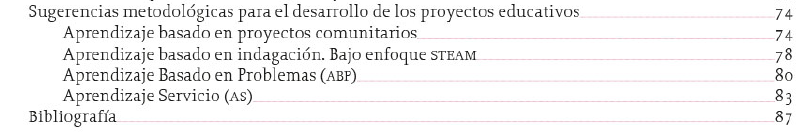 Sugerencias metodológicas para el desarrollo de los proyectos educativos 74
Aprendizaje basado en proyectos comunitarios 74
Aprendizaje basado en indagación. Bajo enfoque STEAM 78
Aprendizaje Basado en Problemas (ABP) 80
Aprendizaje Servicio (AS) 83
Bibliografía 87